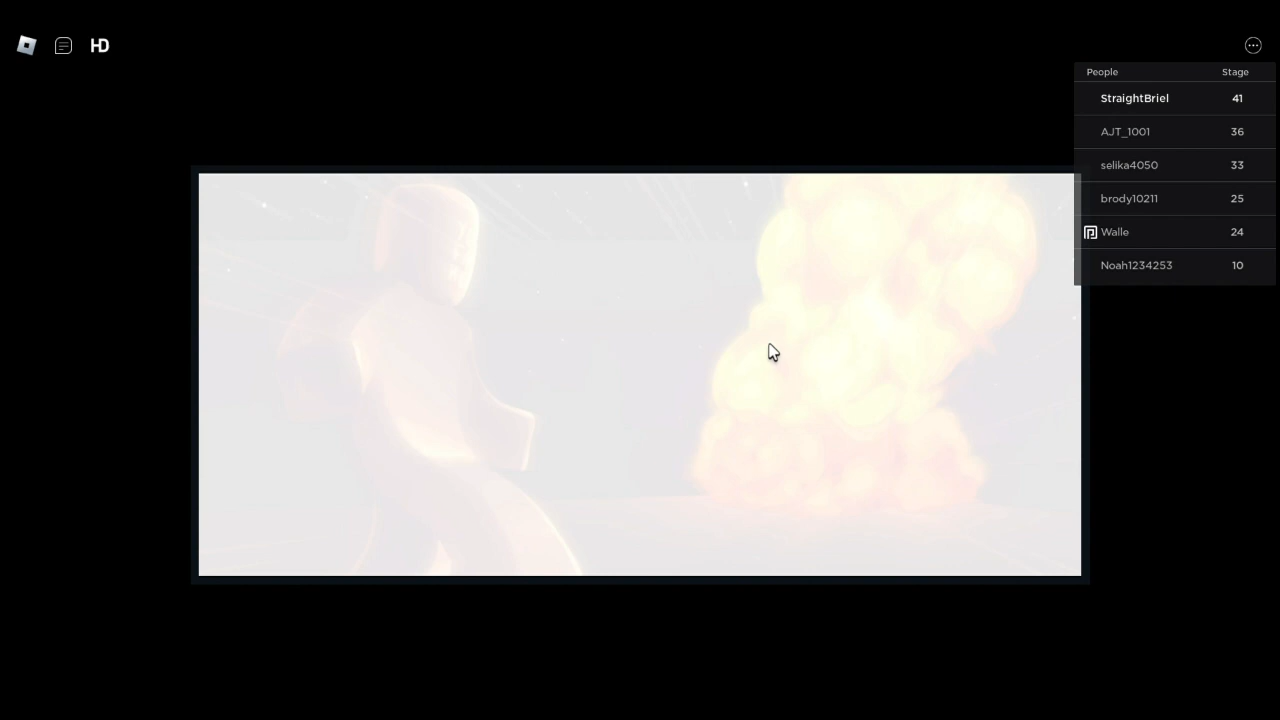 HD
People Stage
StraightBriel 41
AJT_1001 36
selika4050 33
brody10211 25
Walle 24
Noah1234253 10